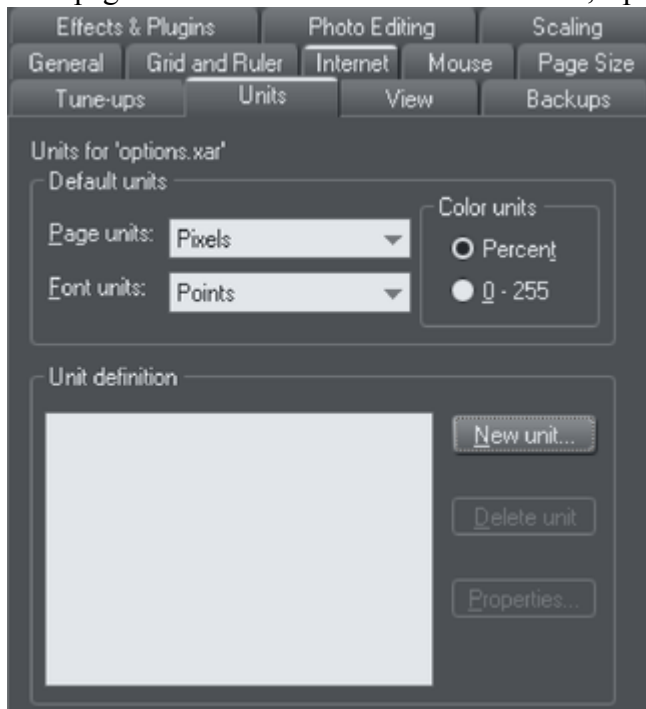 Effects & Plugins Photo Editing Scaling
General Grid and Ruler Internet Mouse Page Size
Tune-ups Units View Backups
Units for 'options.xar'
Default units
Page units: Pixels
Font units: Points
Color units
Percent
0 - 255
Unit definition
New unit...
Delete unit
Properties...